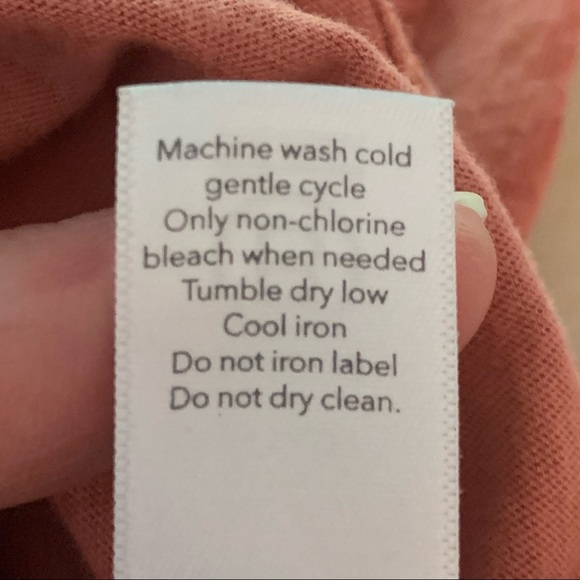 Machine wash cold
gentle cycle
Only non-chlorine
bleach when needed
Tumble dry low
Cool iron
Do not iron label
Do not dry clean.